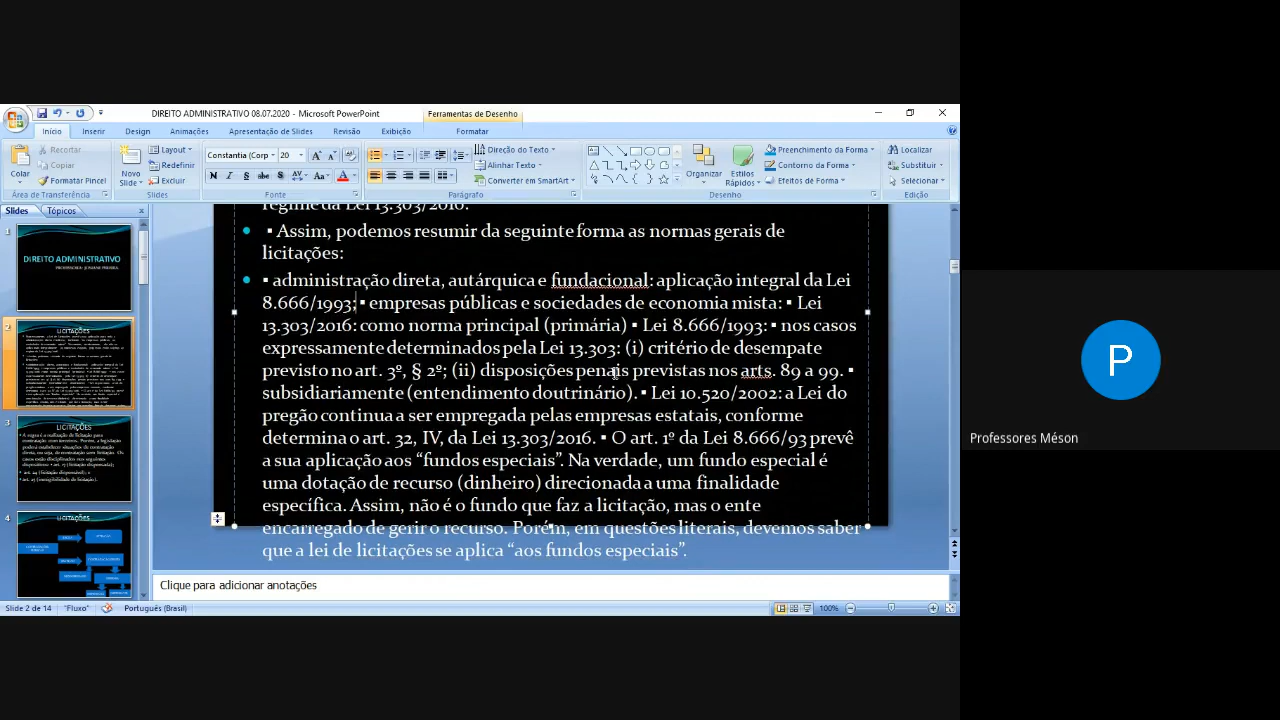 DIREITO ADMINISTRATIVO 08.07.2020 - Microsoft PowerPoint
Ferramentas de Desenho
Início Inserir Design Animações Apresentação de Slides Revisão Exibição Formatar
Colar
Recortar
Copiar
Formatar Pincel
Área de Transferência
Novo Slide
Layout
Redefinir
Excluir
Slides
Constantia (Corp 20
N I S abc S AV Aa A
Fonte
Parágrafo
Direção do Texto
Alinhar Texto
Converter em SmartArt
Organizar
Estilos Rápidos
Preenchimento da Forma
Contorno da Forma
Efeitos de Forma
Desenho
Localizar
Substituir
Selecionar
Edição
Slides Tópicos
1
DIREITO ADMINISTRATIVO
2
LICITAÇÕES
3
LICITAÇÕES
4
LICITAÇÕES
▪ Assim, podemos resumir da seguinte forma as normas gerais de
licitações:
▪ administração direta, autárquica e fundacional: aplicação integral da Lei
8.666/1993; ▪ empresas públicas e sociedades de economia mista: ▪ Lei
13.303/2016: como norma principal (primária) ▪ Lei 8.666/1993: ▪ nos casos
expressamente determinados pela Lei 13.303: (i) critério de desempate
previsto no art. 3º, § 2º; (ii) disposições penais previstas nor arts. 89 a 99. ▪
subsidiariamente (entendimento doutrinário). ▪ Lei 10.520/2002: a Lei do
pregão continua a ser empregada pelas empresas estatais, conforme
determina o art. 32, IV, da Lei 3.303/2016. ▪ O art. 1º da Lei 8.666/93 prevê
a sua aplicação aos “fundos especiais”. Na verdade, um fundo especial é
uma dotação de recurso (dinheiro) direcionada a uma finalidade
específica. Assim, não é o fundo que faz a licitação, mas o ente
encarregado de gerir o recurso. Porém, em questões literais, devemos saber
que a lei de licitações se aplica “aos fundos especiais”.
Clique para adicionar anotações
Slide 2 de 14 "Fluxo" Português (Brasil) 100%
P
Professores Méson